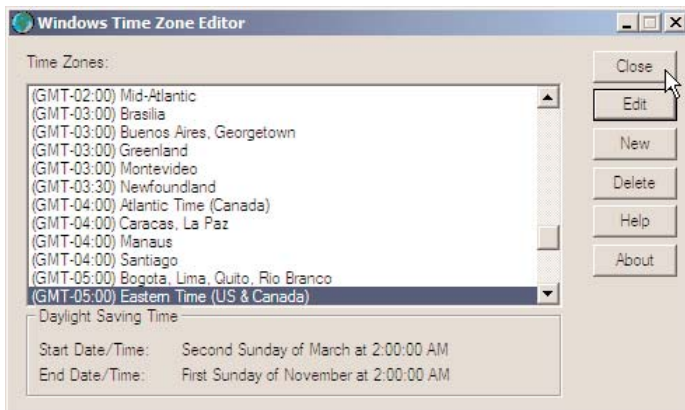 Windows Time Zone Editor
Time Zones:
(GMT-02:00) Mid-Atlantic
(GMT-03:00) Brasilia
(GMT-03:00) Buenos Aires, Georgetown
(GMT-03:00) Greenland
(GMT-03:00) Montevideo
(GMT-03:30) Newfoundland
(GMT-04:00) Atlantic Time (Canada)
(GMT-04:00) Caracas, La Paz
(GMT-04:00) Manaus
(GMT-04:00) Santiago
(GMT-05:00) Bogota, Lima, Quito, Rio Branco
(GMT-05:00) Eastern Time (US & Canada)
Close
Edit
New
Delete
Help
About
Daylight Saving Time
Start Date/Time: Second Sunday of March at 2:00:00 AM
End Date/Time: First Sunday of November at 2:00:00 AM